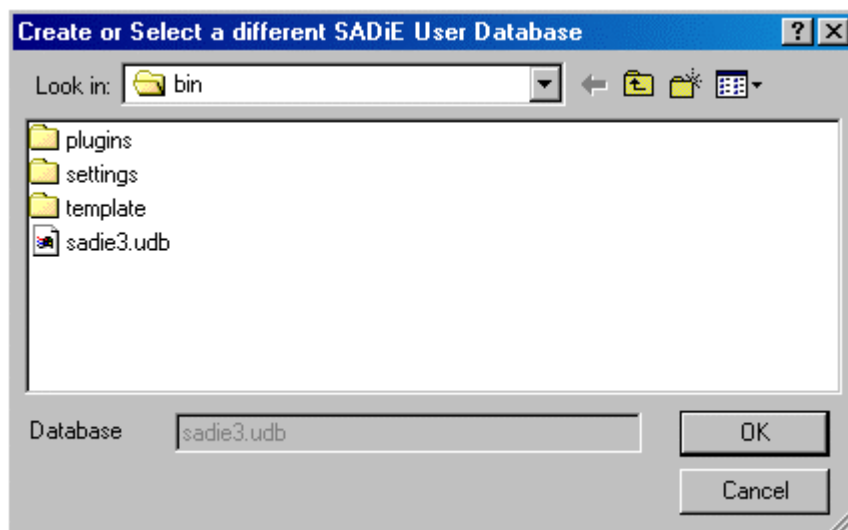 Create or Select a different SADiE User Database
Look in: bin
plugins
settings
template
sadie3.udb
Database sadie3.udb OK
Cancel